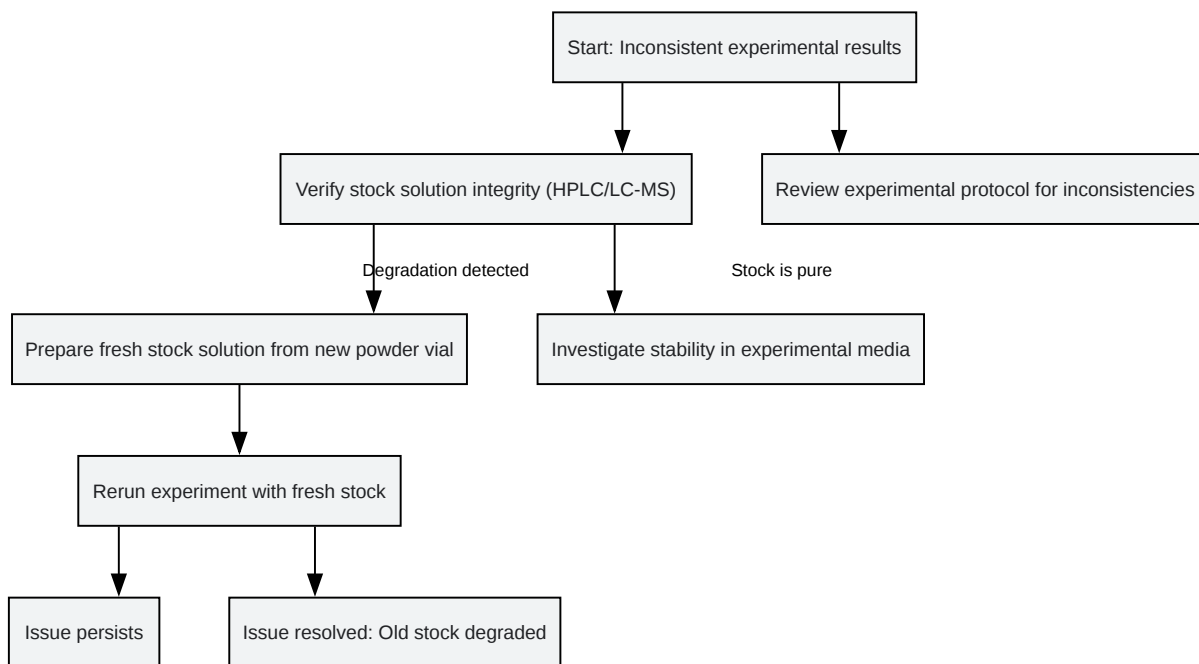 Start: Inconsistent experimental results
Verify stock solution integrity (HPLC/LC-MS)
Review experimental protocol for inconsistencies
Degradation detected
Stock is pure
Prepare fresh stock solution from new powder vial
Investigate stability in experimental media
Rerun experiment with fresh stock
Issue persists
Issue resolved: Old stock degraded